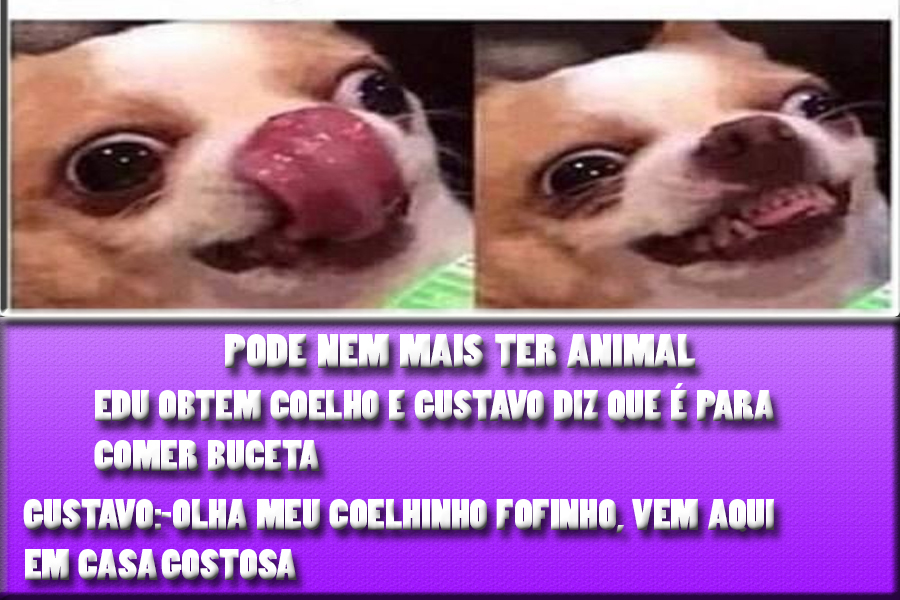 PODE NEM MAIS TER ANIMAL
EDU OBTEM COELHO E GUSTAVO DIZ QUE É PARA
COMER BUCETA
GUSTAVO:-OLHA MEU COELHINHO FOFINHO, VEM AQUI
EM CASA GOSTOSA